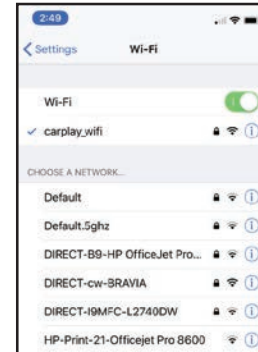 2:49
Settings Wi-Fi
Wi-Fi
carplay_wifi
CHOOSE A NETWORK...
Default
Default.5ghz
DIRECT-B9-HP OfficeJet Pro...
DIRECT-cw-BRAVIA
DIRECT-I9MFC-L2740DW
HP-Print-21-Officejet Pro 8600